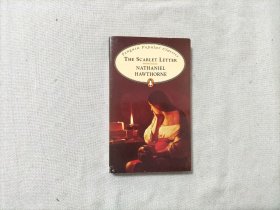 Penguin Popular Classics
THE SCARLET LETTER
NATHANIEL
HAWTHORNE